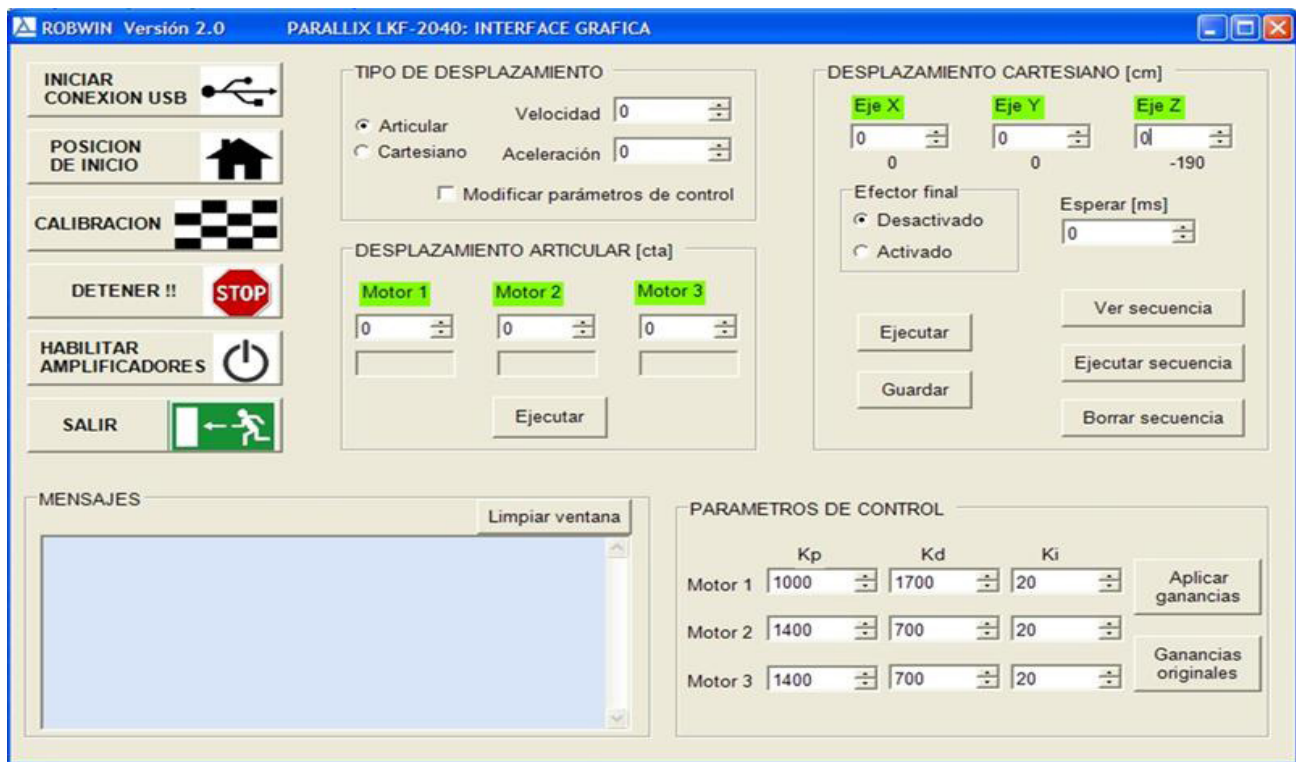 ROBWIN Versión 2.0 PARALLIX LKF-2040: INTERFACE GRAFICA
INICIAR
CONEXION USB
POSICION
DE INICIO
CALIBRACION
DETENER !!
STOP
HABILITAR
AMPLIFICADORES
SALIR
TIPO DE DESPLAZAMIENTO
Articular
Cartesiano
Velocidad 0
Aceleración 0
Modificar parámetros de control
DESPLAZAMIENTO ARTICULAR [cta]
Motor 1 Motor 2 Motor 3
0 0 0
Ejecutar
DESPLAZAMIENTO CARTESIANO [cm]
Eje X Eje Y Eje Z
0 0 0
0 0 -190
Efector final
Desactivado
Activado
Esperar [ms]
0
Ejecutar
Guardar
Ver secuencia
Ejecutar secuencia
Borrar secuencia
MENSAJES
Limpiar ventana
PARAMETROS DE CONTROL
Kp Kd Ki
Motor 1 1000 1700 20
Motor 2 1400 700 20
Motor 3 1400 700 20
Aplicar
ganancias
Ganancias
originales